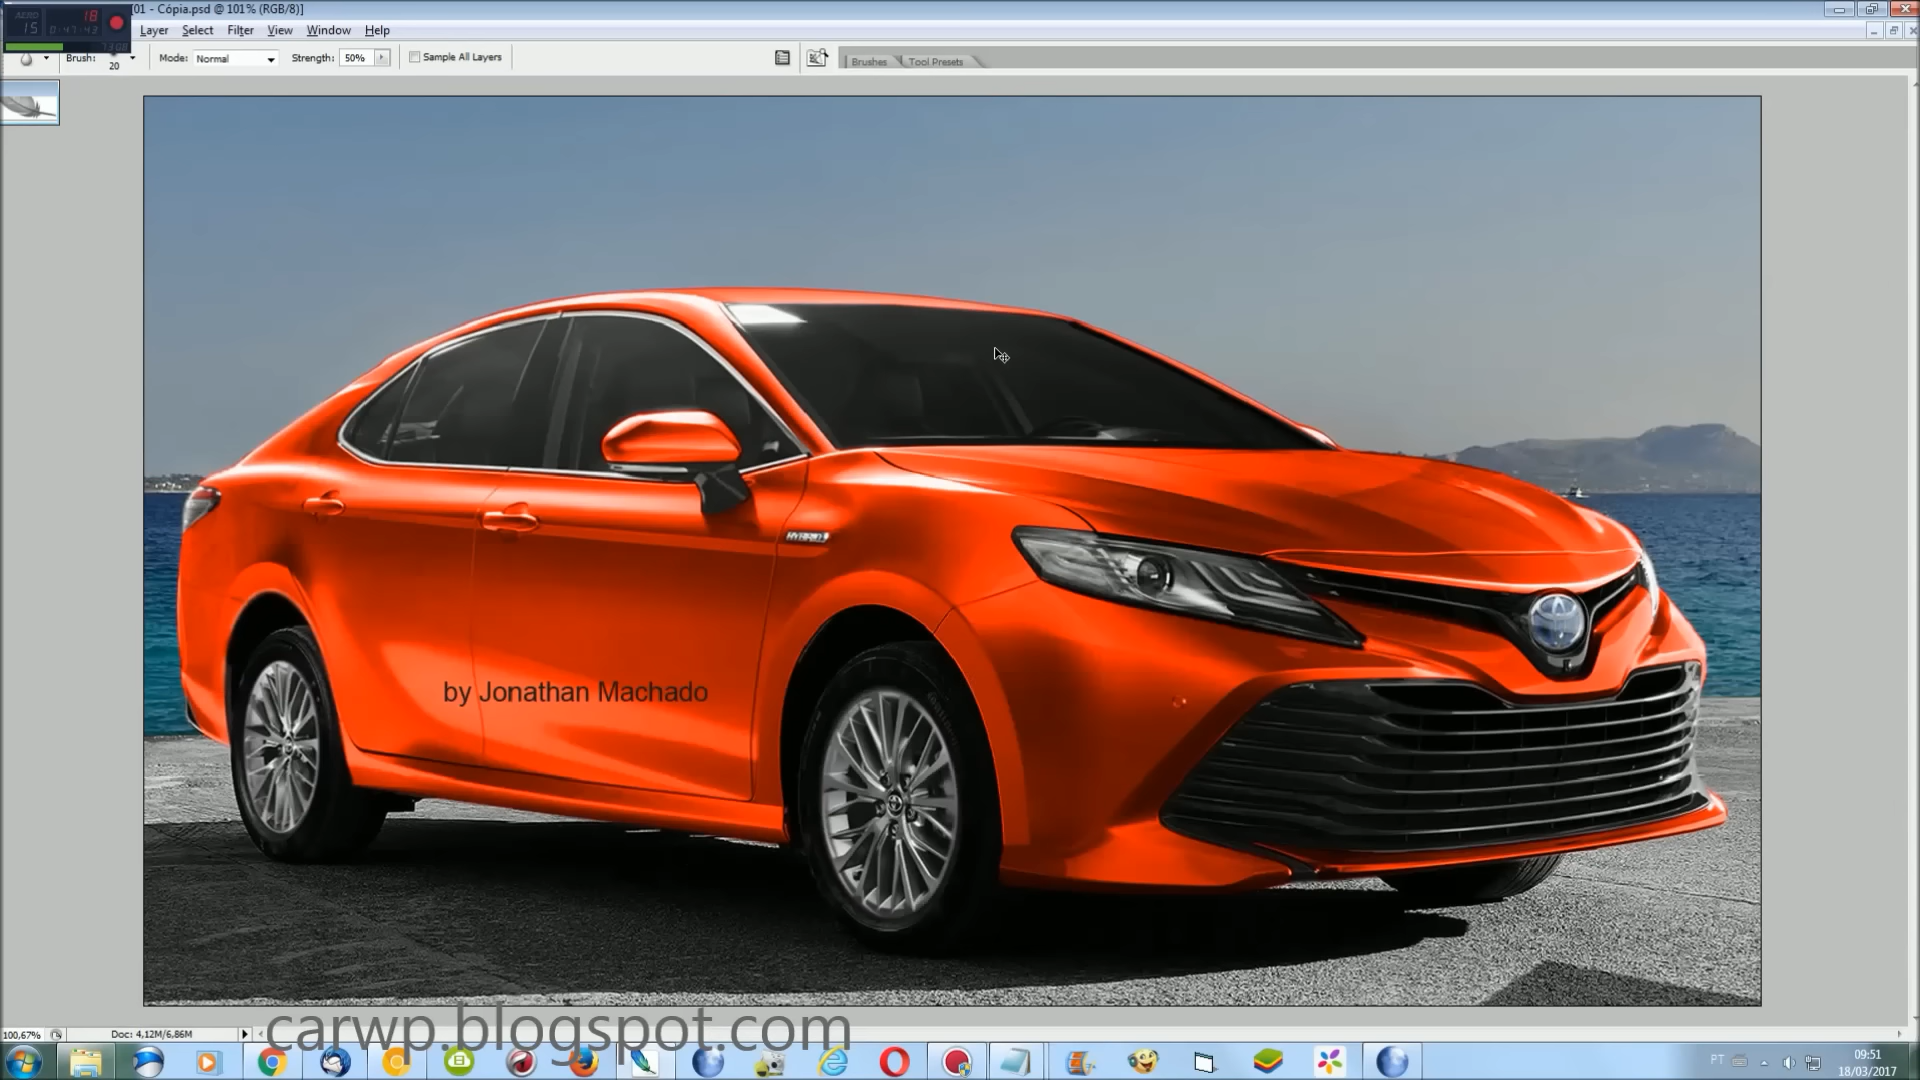 01 - Cópia.psd @ 101% (RGB/8)]
Layer Select Filter View Window Help
Brush: 20 Mode: Normal Strength: 50% Sample All Layers Brushes Tool Presets
HYBRID
by Jonathan Machado
100,67% Doc: 4,12M/6,86M
carwp.blogspot.com
PT 09:51
18/03/2017